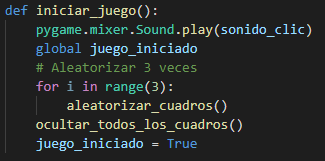 def iniciar_juego():
    pygame.mixer.Sound.play(sonido_clic)
    global juego_iniciado
    # Aleatorizar 3 veces
    for i in range(3):
        aleatorizar_cuadros()
    ocultar_todos_los_cuadros()
    juego_iniciado = True